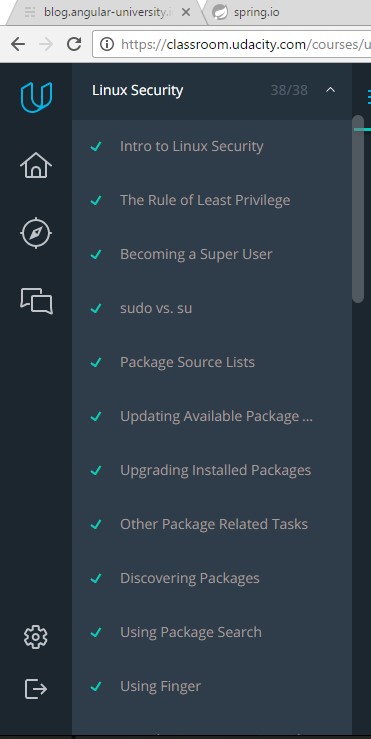 blog.angular-university.i
spring.io
https://classroom.udacity.com/courses/u
Linux Security 38/38
Intro to Linux Security
The Rule of Least Privilege
Becoming a Super User
sudo vs. su
Package Source Lists
Updating Available Package ...
Upgrading Installed Packages
Other Package Related Tasks
Discovering Packages
Using Package Search
Using Finger